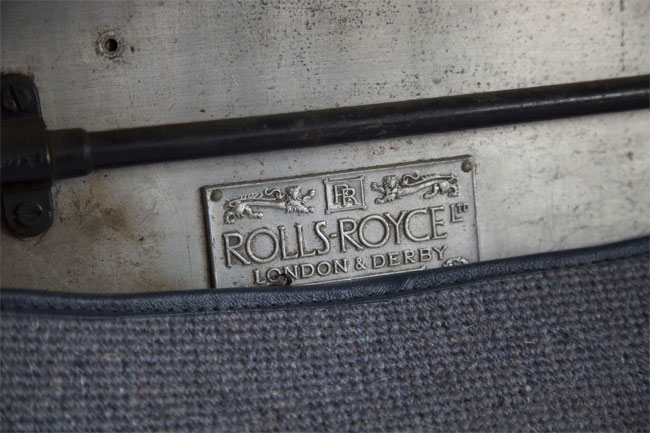 RR
ROLLS-ROYCE LTD
LONDON & DERBY